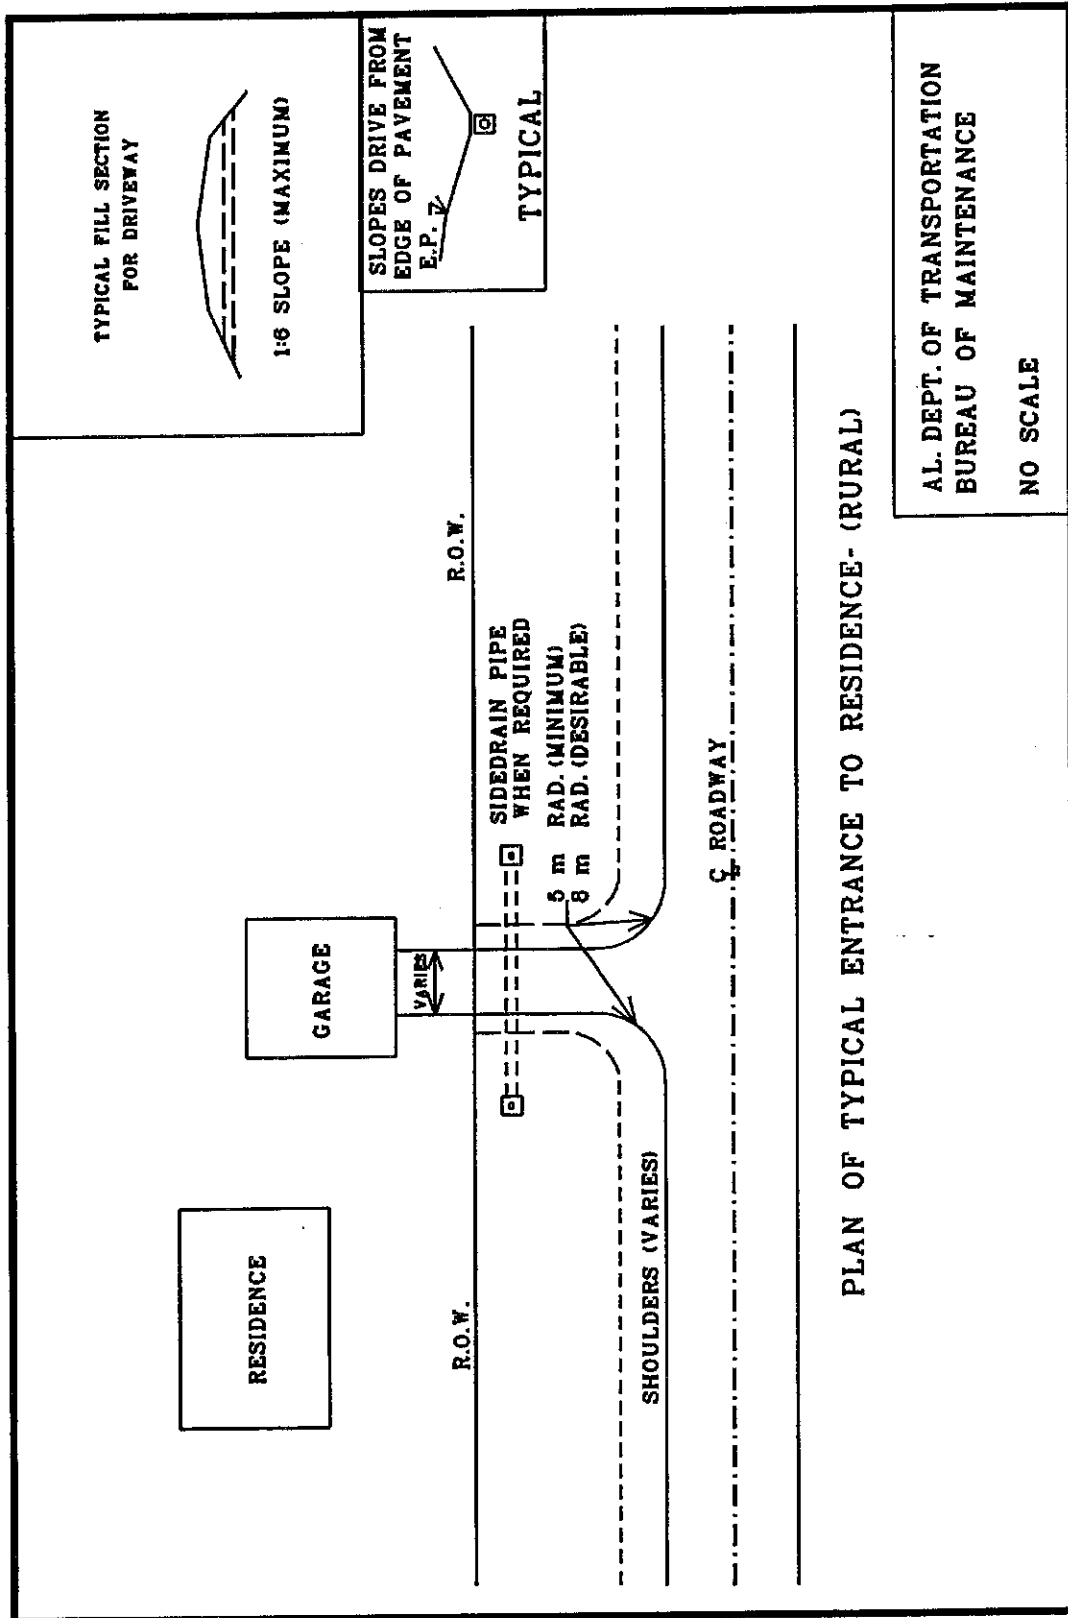 TYPICAL FILL SECTION
FOR DRIVEWAY
1:6 SLOPE (MAXIMUM)
SLOPES DRIVE FROM
EDGE OF PAVEMENT
E.P.
TYPICAL
RESIDENCE
GARAGE
VARIES
R.O.W.
R.O.W.
SIDEDRAIN PIPE
WHEN REQUIRED
5 m RAD. (MINIMUM)
8 m RAD. (DESIRABLE)
SHOULDERS (VARIES)
℄ ROADWAY
PLAN OF TYPICAL ENTRANCE TO RESIDENCE- (RURAL)
AL. DEPT. OF TRANSPORTATION
BUREAU OF MAINTENANCE
NO SCALE